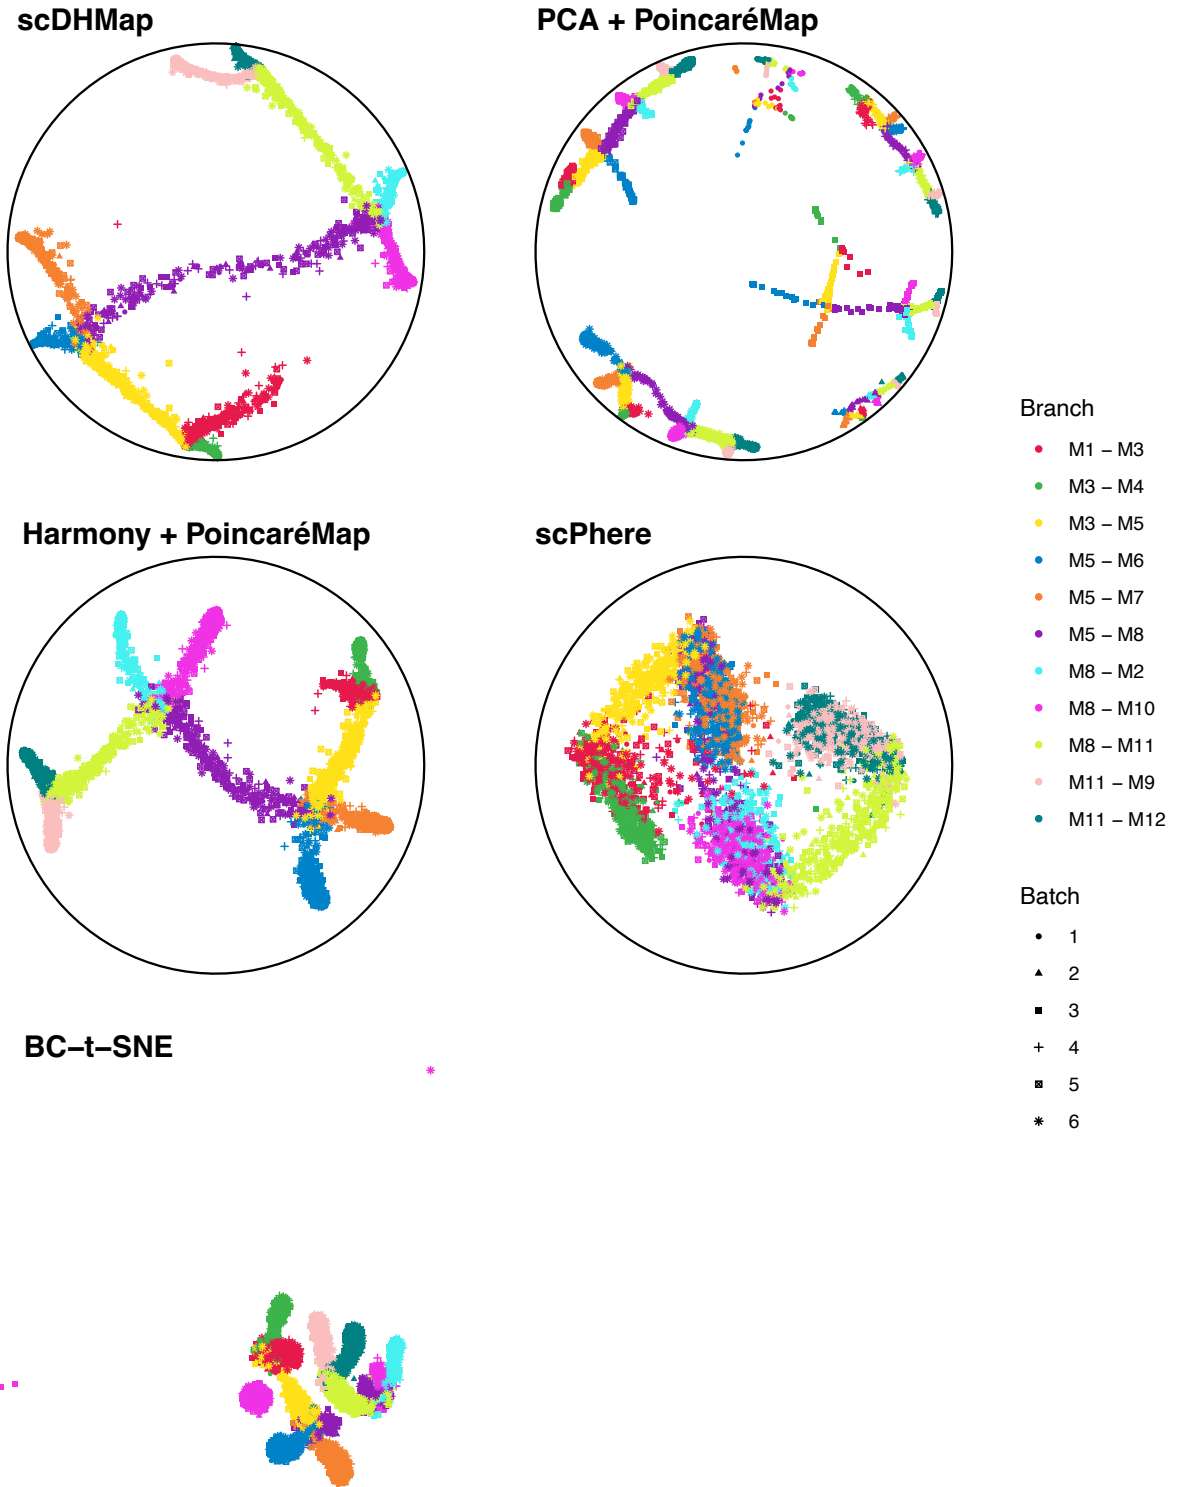 scDHMap
PCA + PoincaréMap
Harmony + PoincaréMap
scPhere
BC−t−SNE
Branch
M1 − M3
M3 − M4
M3 − M5
M5 − M6
M5 − M7
M5 − M8
M8 − M2
M8 − M10
M8 − M11
M11 − M9
M11 − M12
Batch
1
2
3
4
5
6